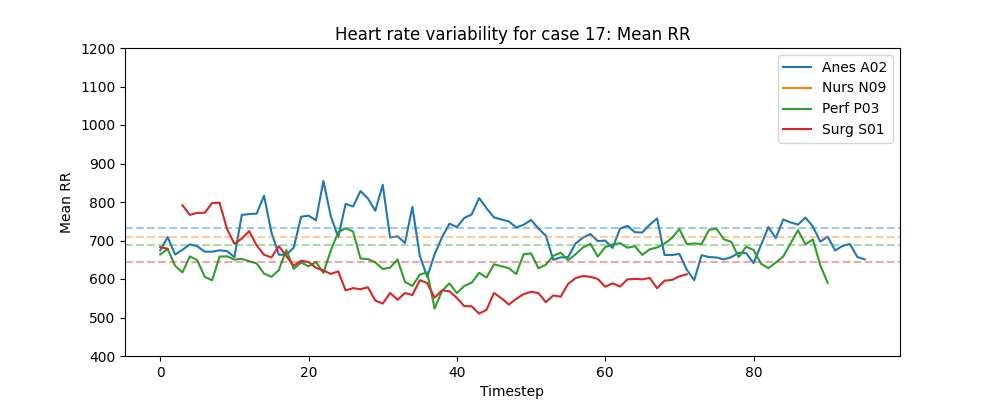 Heart rate variability for case 17: Mean RR
1200
1100
1000
900
800
700
600
500
400
Mean RR
0
20
40
60
80
Timestep
Anes A02
Nurs N09
Perf P03
Surg S01